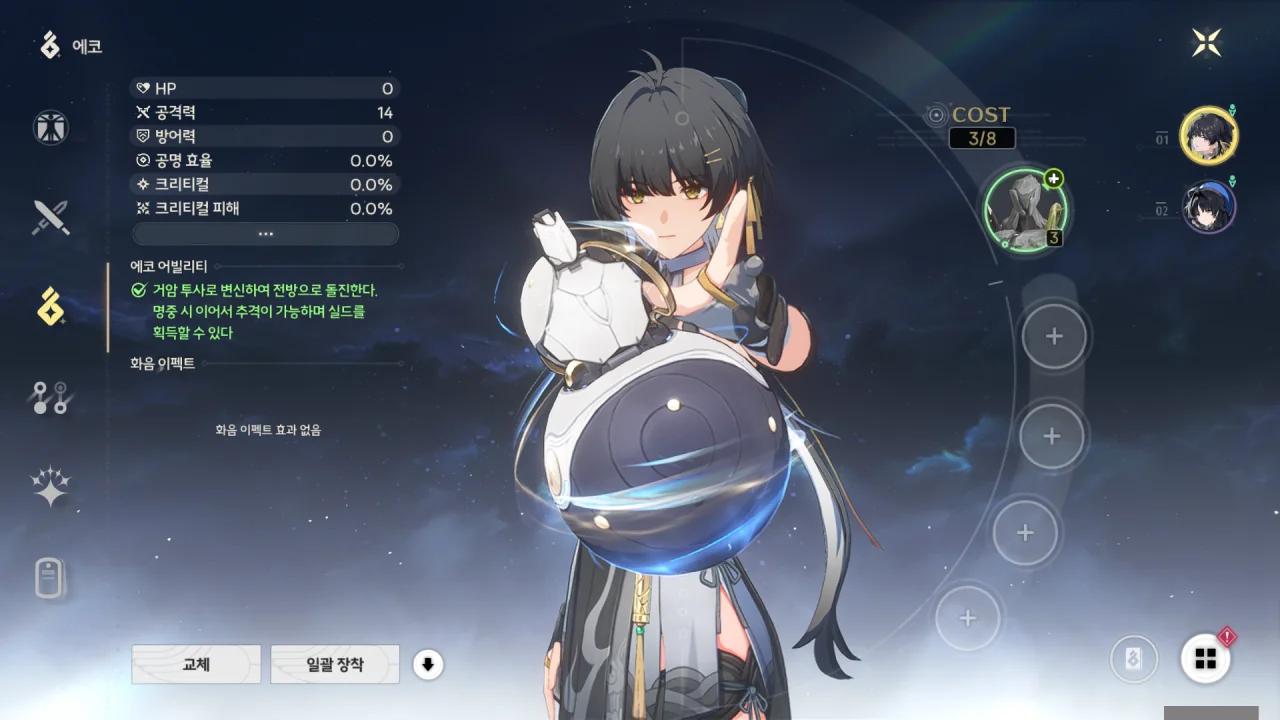 에코
HP 0
공격력 14
방어력 0
공명 효율 0.0%
크리티컬 0.0%
크리티컬 피해 0.0%
...
에코 어빌리티
거암 투사로 변신하여 전방으로 돌진한다.
명중 시 이어서 추격이 가능하며 실드를
획득할 수 있다
화음 이펙트
화음 이펙트 효과 없음
COST
3/8
3
01
02
교체
일괄 장착